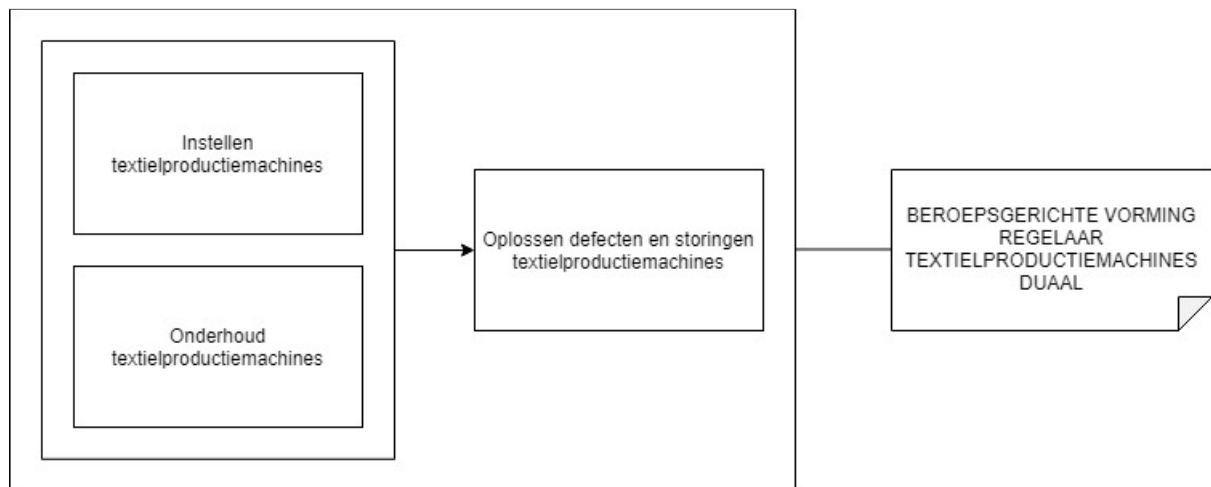 Instellen
textielproductiemachines
Onderhoud
textielproductiemachines
Oplossen defecten en storingen
textielproductiemachines
BEROEPSGERICHTE VORMING
REGELAAR
TEXTIELPRODUCTIEMACHINES
DUAAL